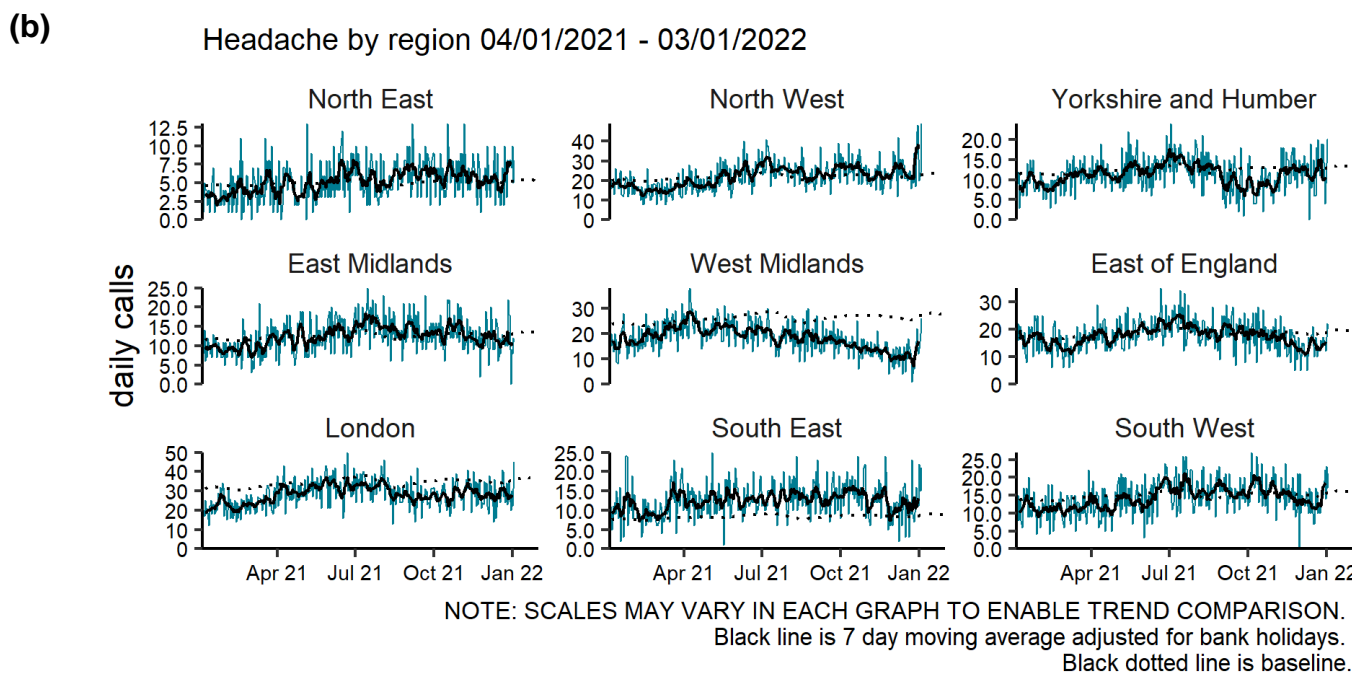 (b)
Headache by region 04/01/2021 - 03/01/2022
daily calls
North East
12.5
10.0
7.5
5.0
2.5
0.0
North West
40
30
20
10
0
Yorkshire and Humber
20.0
15.0
10.0
5.0
0.0
East Midlands
25.0
20.0
15.0
10.0
5.0
0.0
West Midlands
30
20
10
0
East of England
30
20
10
0
London
50
40
30
20
10
0
South East
25.0
20.0
15.0
10.0
5.0
0.0
South West
25.0
20.0
15.0
10.0
5.0
0.0
Apr 21 Jul 21 Oct 21 Jan 22
Apr 21 Jul 21 Oct 21 Jan 22
Apr 21 Jul 21 Oct 21 Jan 22
NOTE: SCALES MAY VARY IN EACH GRAPH TO ENABLE TREND COMPARISON.
Black line is 7 day moving average adjusted for bank holidays.
Black dotted line is baseline.